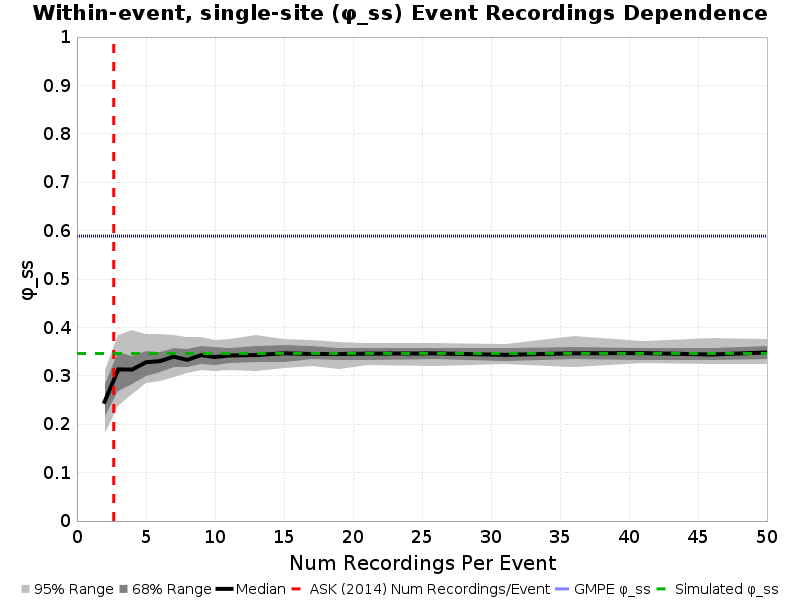 Within-event, single-site (φ_ss) Event Recordings Dependence
1
0.9
0.8
0.7
0.6
0.5
0.4
0.3
0.2
0.1
0
φ_ss
0 5 10 15 20 25 30 35 40 45 50
Num Recordings Per Event
95% Range 68% Range Median ASK (2014) Num Recordings/Event GMPE φ_ss Simulated φ_ss